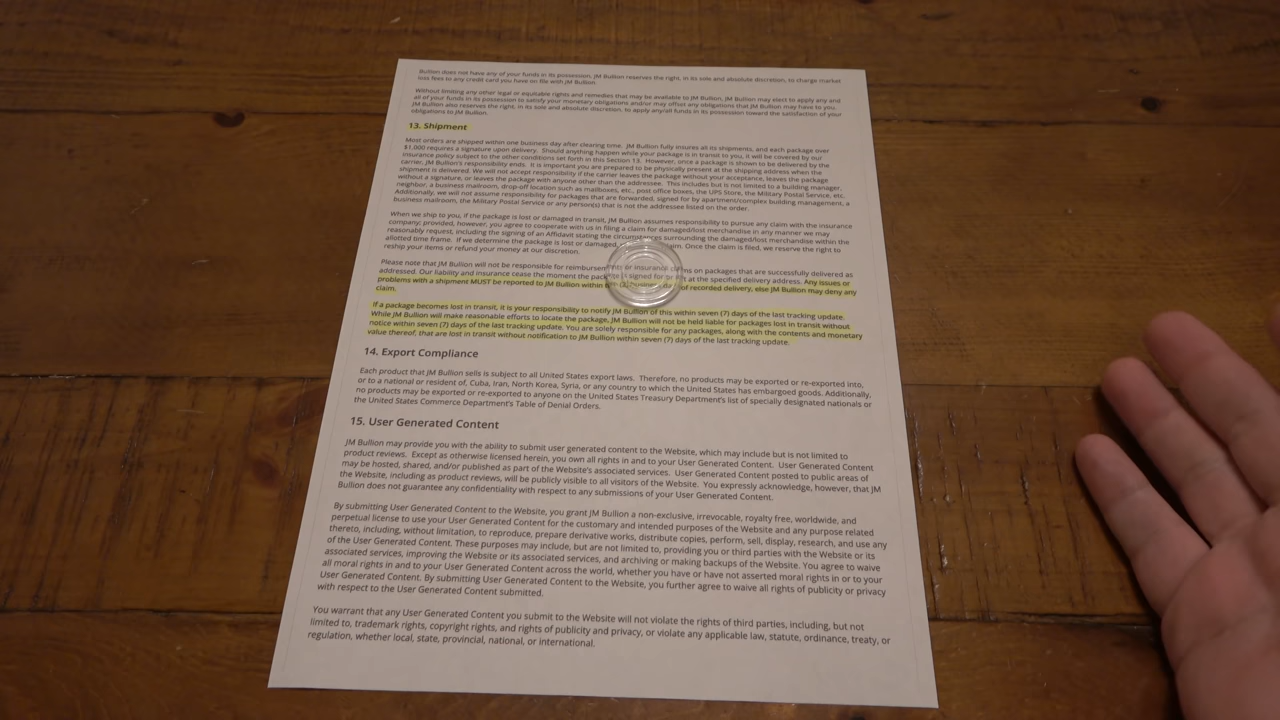 Bullion does not have any of your funds in its possession, JM Bullion reserves the right, in its sole and absolute discretion, to charge market
loss fees to any credit card you have on file with JM Bullion.
Without limiting any other legal or equitable rights and remedies that may be available to JM Bullion, JM Bullion may elect to apply any and
all of your funds in its possession to satisfy your monetary obligations and/or may offset any obligations that JM Bullion may have to you.
JM Bullion also reserves the right, in its sole and absolute discretion, to apply any/all funds in its possession toward the satisfaction of your
obligations to JM Bullion.
13. Shipment
Most orders are shipped within one business day after clearing time. JM Bullion fully insures all its shipments, and each package over
$1,000 requires a signature upon delivery. Should anything happen while your package is in transit to you, it will be covered by our
insurance policy subject to the other conditions set forth in this Section 13. However, once a package is shown to be delivered by the
carrier, JM Bullion's responsibility ends. It is important you are prepared to be physically present at the shipping address when the
shipment is delivered. We will not accept responsibility if the carrier leaves the package without your acceptance, leaves the package
without a signature, or leaves the package with anyone other than the addressee. This includes but is not limited to a building manager,
neighbor, a business mailroom, drop-off location such as mailboxes, etc., post office boxes, the UPS Store, the Military Postal Service, etc.
Additionally, we will not assume responsibility for packages that are forwarded, signed for by apartment/complex building management, a
business mailroom, the Military Postal Service or any person(s) that is not the addressee listed on the order.
When we ship to you, if the package is lost or damaged in transit, JM Bullion assumes responsibility to pursue any claim with the insurance
company; provided, however, you agree to cooperate with us in filing a claim for damaged/lost merchandise in any manner we may
reasonably request, including the signing of an Affidavit stating the circumstances surrounding the damaged/lost merchandise within the
allotted time frame. If we determine the package is lost or damaged, claim. Once the claim is filed, we reserve the right to
reship your items or refund your money at our discretion.
Please note that JM Bullion will not be responsible for reimbursements or insurance claims on packages that are successfully delivered as
addressed. Our liability and insurance cease the moment the package is signed for or at the specified delivery address. Any issues or
problems with a shipment MUST be reported to JM Bullion within (2) business days of recorded delivery, else JM Bullion may deny any
claim.
If a package becomes lost in transit, it is your responsibility to notify JM Bullion of this within seven (7) days of the last tracking update.
While JM Bullion will make reasonable efforts to locate the package, JM Bullion will not be held liable for packages lost in transit without
notice within seven (7) days of the last tracking update. You are solely responsible for any packages, along with the contents and monetary
value thereof, that are lost in transit without notification to JM Bullion within seven (7) days of the last tracking update.
14. Export Compliance
Each product that JM Bullion sells is subject to all United States export laws. Therefore, no products may be exported or re-exported into,
or to a national or resident of, Cuba, Iran, North Korea, Syria, or any country to which the United States has embargoed goods. Additionally,
no products may be exported or re-exported to anyone on the United States Treasury Department's list of specially designated nationals or
the United States Commerce Department's Table of Denial Orders.
15. User Generated Content
JM Bullion may provide you with the ability to submit user generated content to the Website, which may include but is not limited to
product reviews. Except as otherwise licensed herein, you own all rights in and to your User Generated Content. User Generated Content
may be hosted, shared, and/or published as part of the Website's associated services. User Generated Content posted to public areas of
the Website, including as product reviews, will be publicly visible to all visitors of the Website. You expressly acknowledge, however, that JM
Bullion does not guarantee any confidentiality with respect to any submissions of your User Generated Content.
By submitting User Generated Content to the Website, you grant JM Bullion a non-exclusive, irrevocable, royalty free, worldwide, and
perpetual license to use your User Generated Content for the customary and intended purposes of the Website and any purpose related
thereto, including, without limitation, to reproduce, prepare derivative works, distribute copies, perform, sell, display, research, and use any
of the User Generated Content. These purposes may include, but are not limited to, providing you or third parties with the Website or its
associated services, improving the Website or its associated services, and archiving or making backups of the Website. You agree to waive
all moral rights in and to your User Generated Content across the world, whether you have or have not asserted moral rights in or to your
User Generated Content. By submitting User Generated Content to the Website, you further agree to waive all rights of publicity or privacy
with respect to the User Generated Content submitted.
You warrant that any User Generated Content you submit to the Website will not violate the rights of third parties, including, but not
limited to, trademark rights, copyright rights, and rights of publicity and privacy, or violate any applicable law, statute, ordinance, treaty, or
regulation, whether local, state, provincial, national, or international.